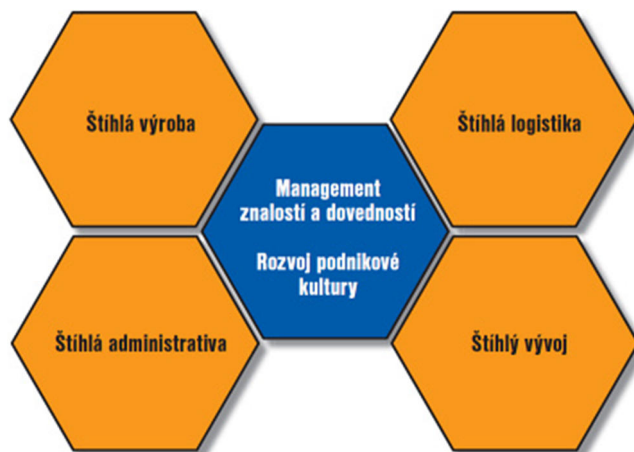 Štíhlá výroba
Štíhlá logistika
Management
znalostí a dovedností
Rozvoj podnikové
kultury
Štíhlá administrativa
Štíhlý vývoj